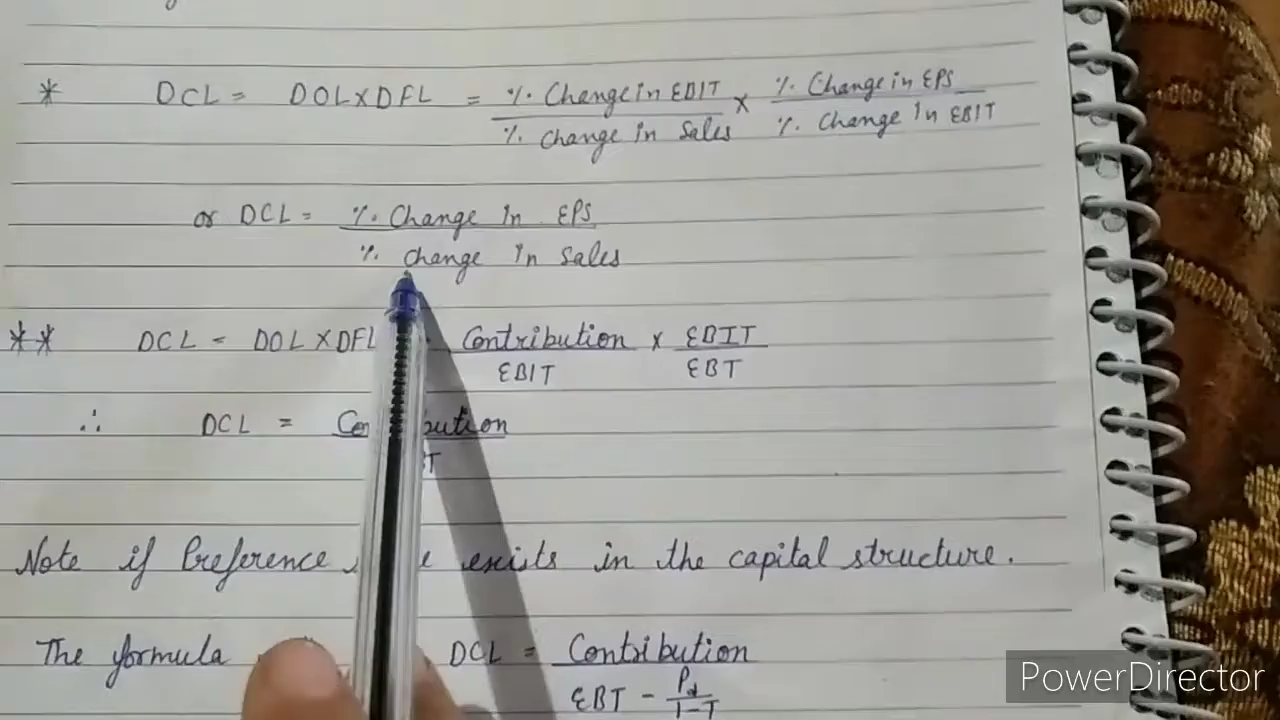 * DCL = DOL X DFL = % Change in EBIT / % Change in Sales X % Change in EPS / % Change in EBIT
or DCL = % Change in EPS / % Change in Sales
** DCL = DOL X DFL Contribution / EBIT X EBIT / EBT
∴ DCL =
Note if Preference exists in the capital structure.
The formula DCL = Contribution / EBT - Pd / 1-T
PowerDirector